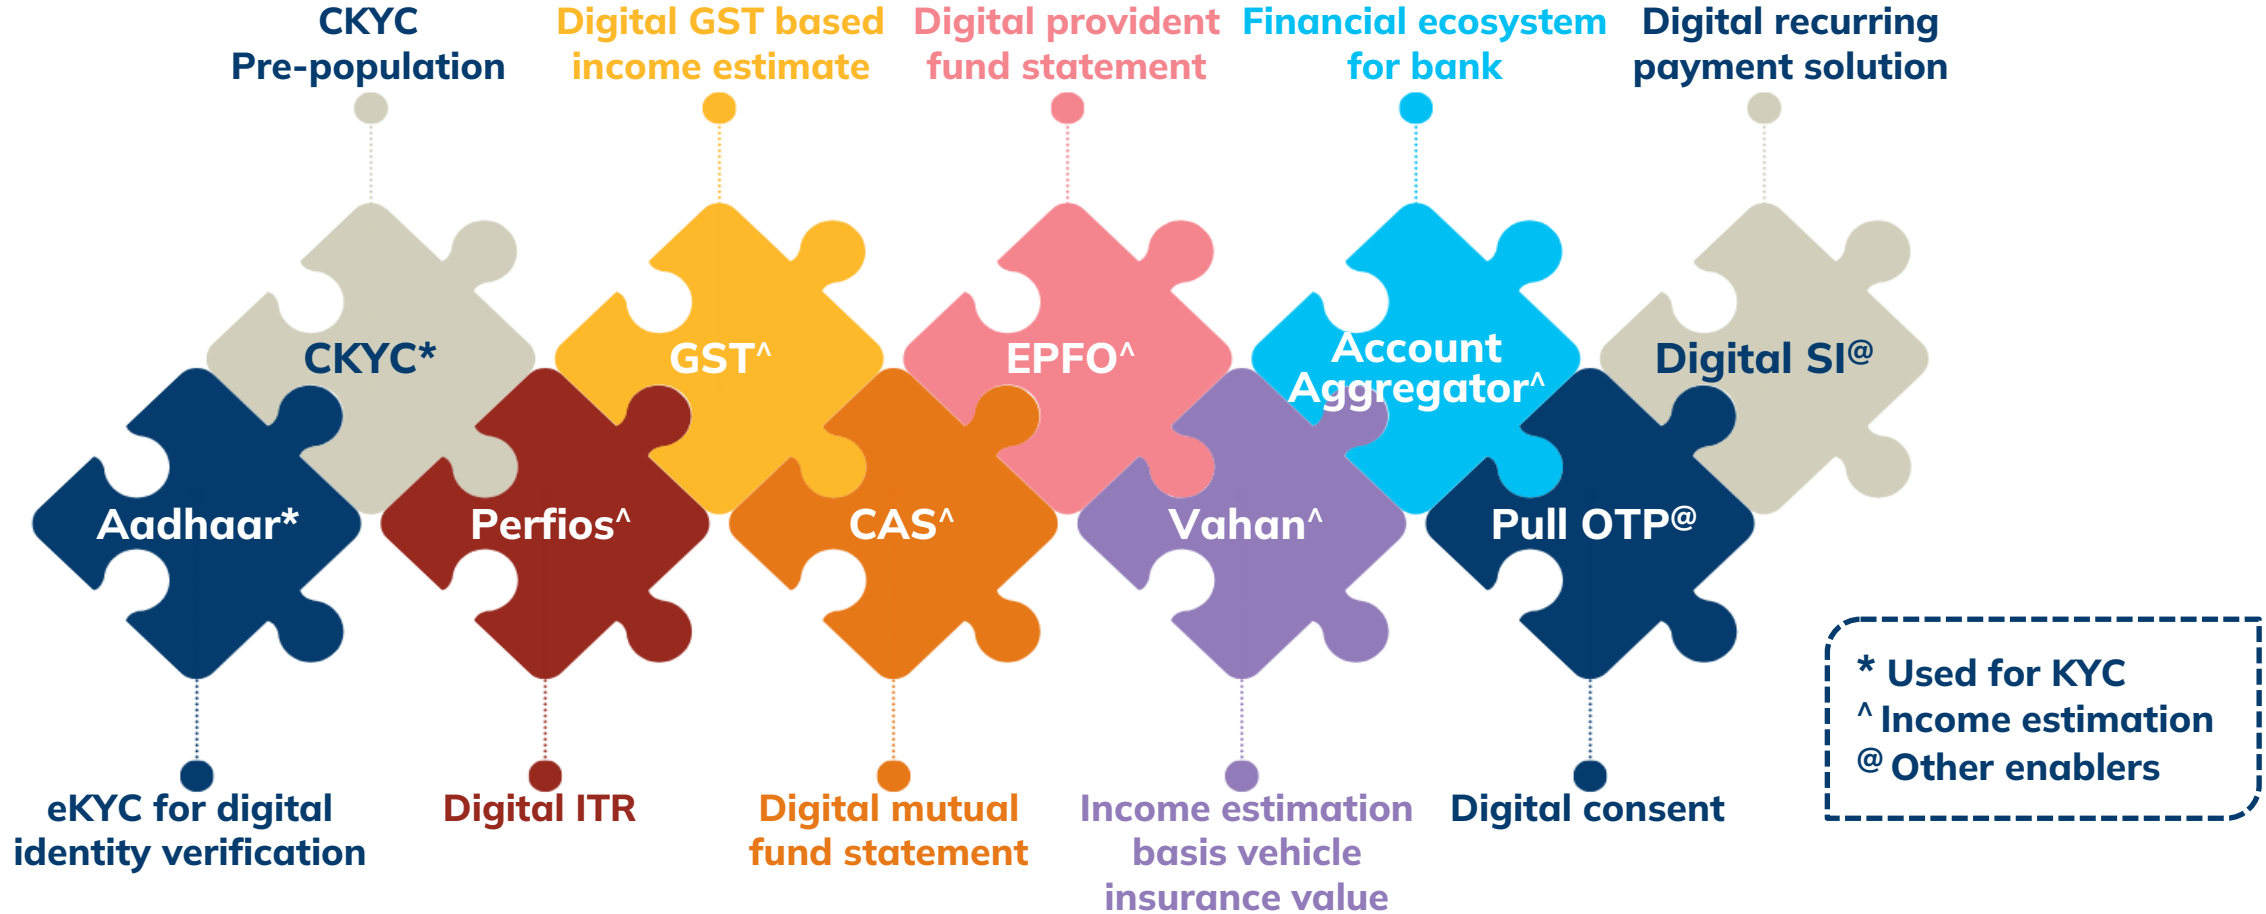 CKYC
Pre-population
Digital GST based
income estimate
Digital provident
fund statement
Financial ecosystem
for bank
Digital recurring
payment solution
CKYC*
GST^
EPFO^
Account
Aggregator^
Digital SI@
Aadhaar*
Perfios^
CAS^
Vahan^
Pull OTP@
eKYC for digital
identity verification
Digital ITR
Digital mutual
fund statement
Income estimation
basis vehicle
insurance value
Digital consent
* Used for KYC
^ Income estimation
@ Other enablers